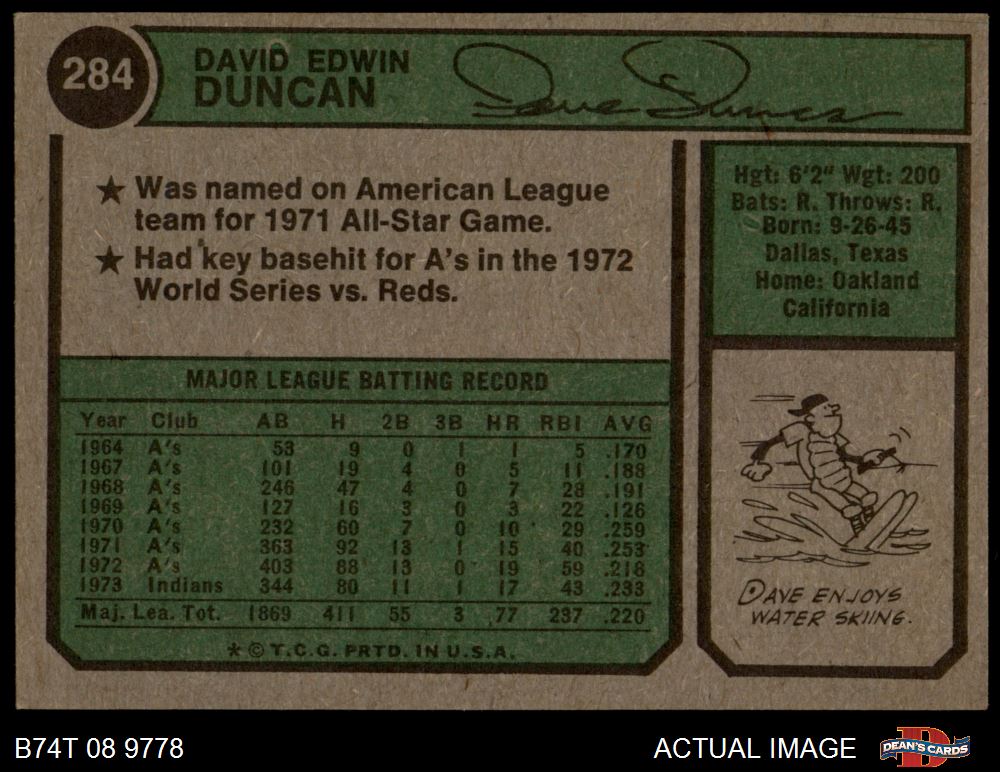 284
DAVID EDWIN
DUNCAN
Dave Duncan
★ Was named on American League
team for 1971 All-Star Game.
★ Had key basehit for A's in the 1972
World Series vs. Reds.
Hgt: 6'2" Wgt: 200
Bats: R. Throws: R.
Born: 9-26-45
Dallas, Texas
Home: Oakland
California
MAJOR LEAGUE BATTING RECORD
Year Club AB H 2B 3B HR RBI AVG
1964 A's 53 9 0 1 1 5 .170
1967 A's 101 19 4 0 5 11 .188
1968 A's 246 47 4 0 7 28 .191
1969 A's 127 16 3 0 3 22 .126
1970 A's 232 60 7 0 10 29 .259
1971 A's 363 92 13 1 15 40 .253
1972 A's 403 88 13 0 19 59 .218
1973 Indians 344 80 11 1 17 43 .233
Maj. Lea. Tot. 1869 411 55 3 77 237 .220
* © T.C.G. PRTD. IN U.S.A.
DAVE ENJOYS
WATER SKIING.
B74T 08 9778
ACTUAL IMAGE
DEAN'S CARDS